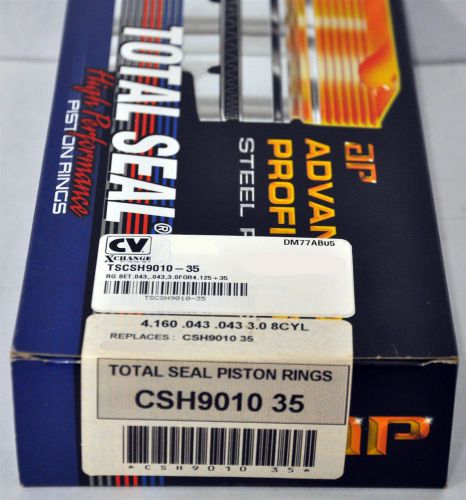 TOTAL SEAL®
High Performance
PISTON RINGS
ap
ADVAN
PROFI
STEEL
CV
XCHANGE
DM77AB05
TSCSH9010-35
RG SET.043,.043,3.0FOR4.125+35
TSCSH9010-35
4.160 .043 .043 3.0 8CYL
REPLACES: CSH9010 35
TOTAL SEAL PISTON RINGS
CSH9010 35
*CSH9010 35*
ap